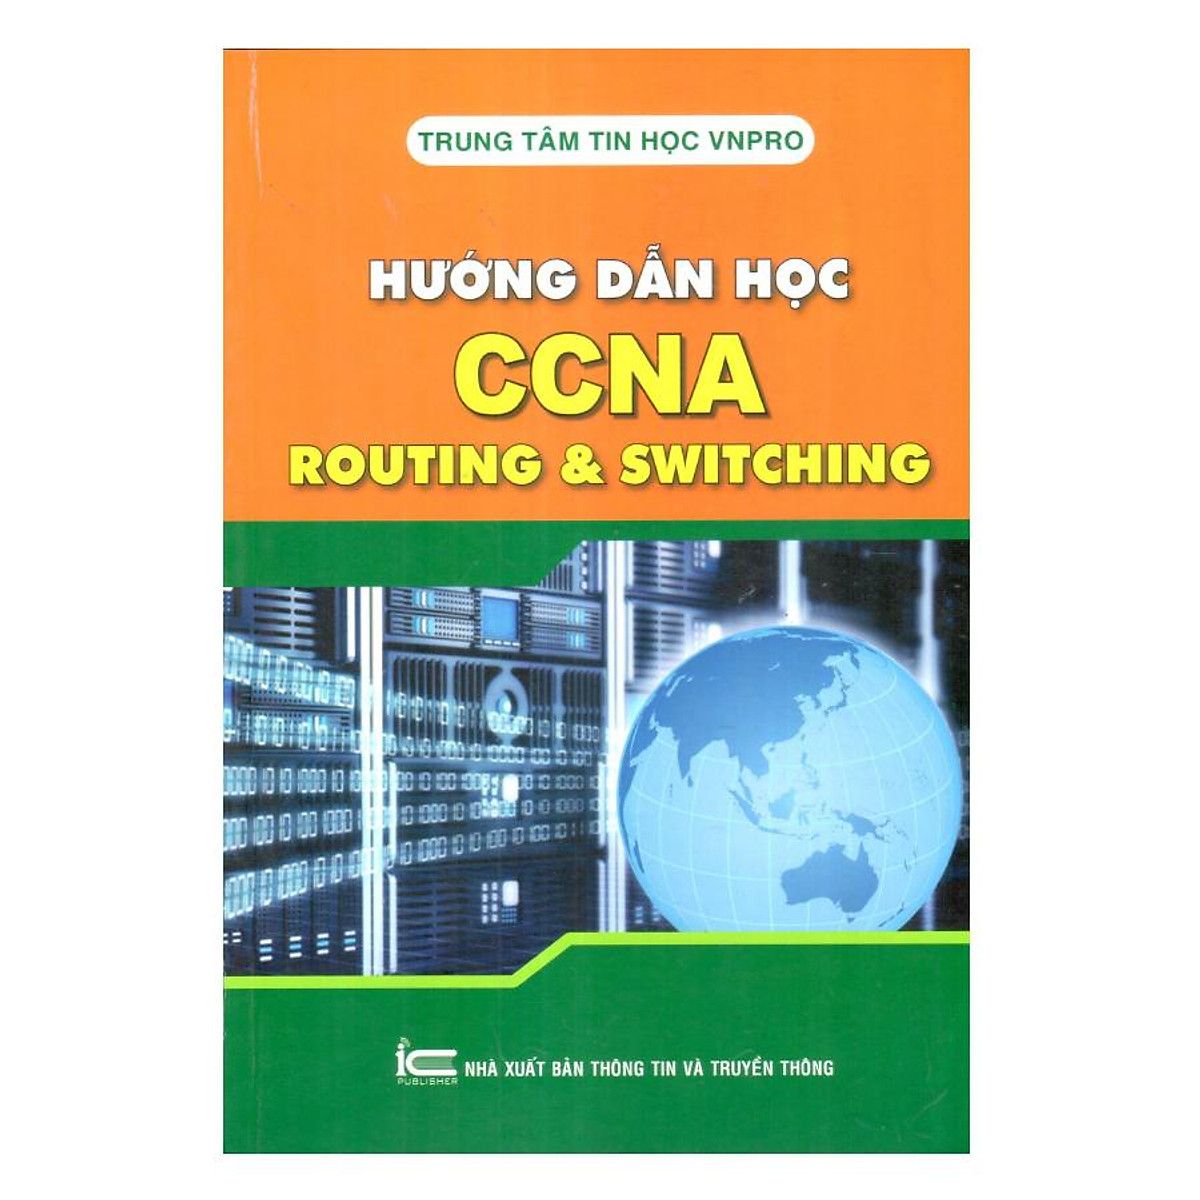 TRUNG TÂM TIN HỌC VNPRO
HƯỚNG DẪN HỌC
CCNA
ROUTING & SWITCHING
iC
PUBLISHER
NHÀ XUẤT BẢN THÔNG TIN VÀ TRUYỀN THÔNG